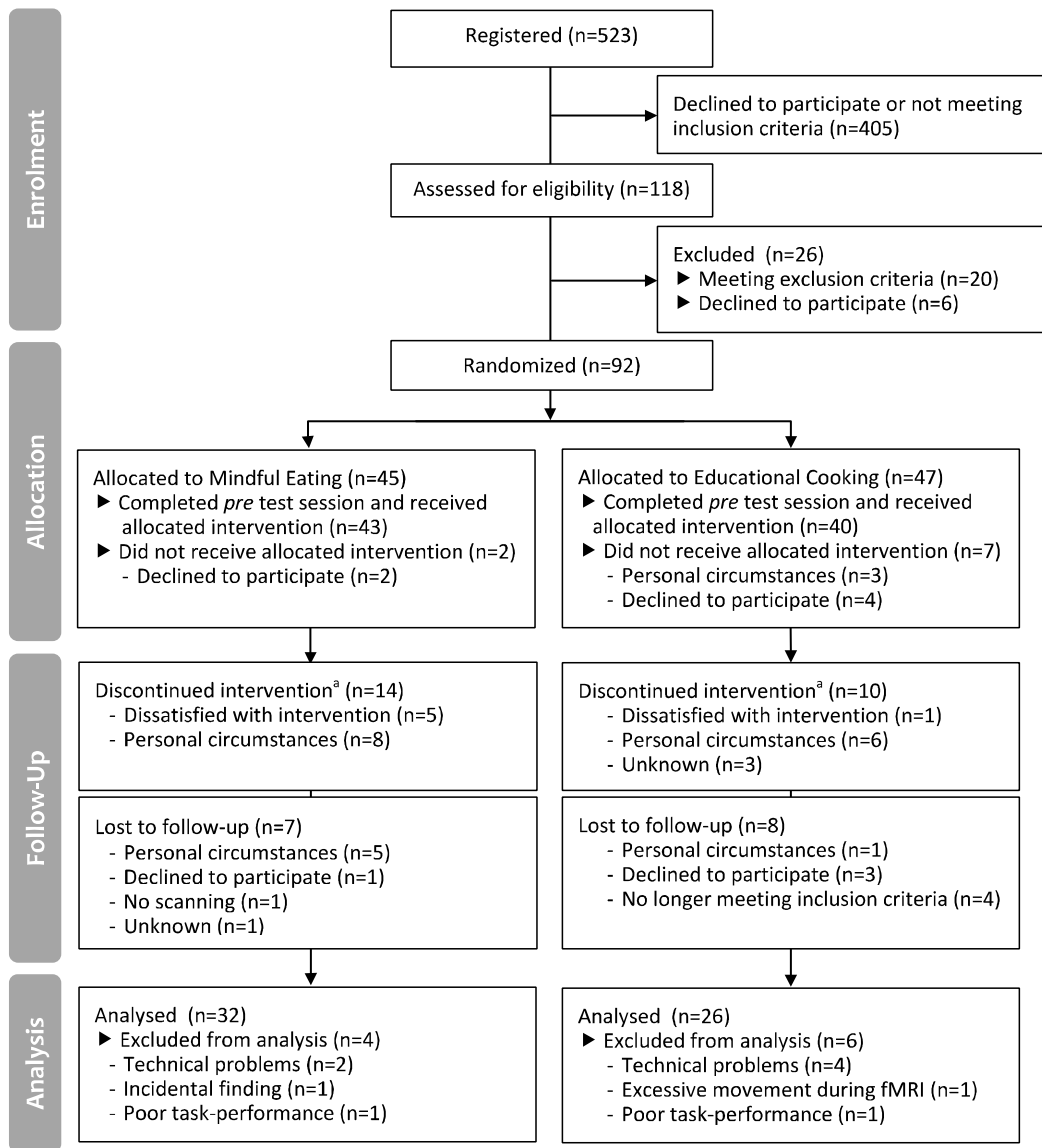 Enrolment
Registered (n=523)
Declined to participate or not meeting
inclusion criteria (n=405)
Assessed for eligibility (n=118)
Excluded (n=26)
► Meeting exclusion criteria (n=20)
► Declined to participate (n=6)
Allocation
Randomized (n=92)
Allocated to Mindful Eating (n=45)
► Completed pre test session and received
allocated intervention (n=43)
► Did not receive allocated intervention (n=2)
- Declined to participate (n=2)
Allocated to Educational Cooking (n=47)
► Completed pre test session and received
allocated intervention (n=40)
► Did not receive allocated intervention (n=7)
- Personal circumstances (n=3)
- Declined to participate (n=4)
Follow-Up
Discontinued interventionᵃ (n=14)
- Dissatisfied with intervention (n=5)
- Personal circumstances (n=8)
Discontinued interventionᵃ (n=10)
- Dissatisfied with intervention (n=1)
- Personal circumstances (n=6)
- Unknown (n=3)
Lost to follow-up (n=7)
- Personal circumstances (n=5)
- Declined to participate (n=1)
- No scanning (n=1)
- Unknown (n=1)
Lost to follow-up (n=8)
- Personal circumstances (n=1)
- Declined to participate (n=3)
- No longer meeting inclusion criteria (n=4)
Analysis
Analysed (n=32)
► Excluded from analysis (n=4)
- Technical problems (n=2)
- Incidental finding (n=1)
- Poor task-performance (n=1)
Analysed (n=26)
► Excluded from analysis (n=6)
- Technical problems (n=4)
- Excessive movement during fMRI (n=1)
- Poor task-performance (n=1)